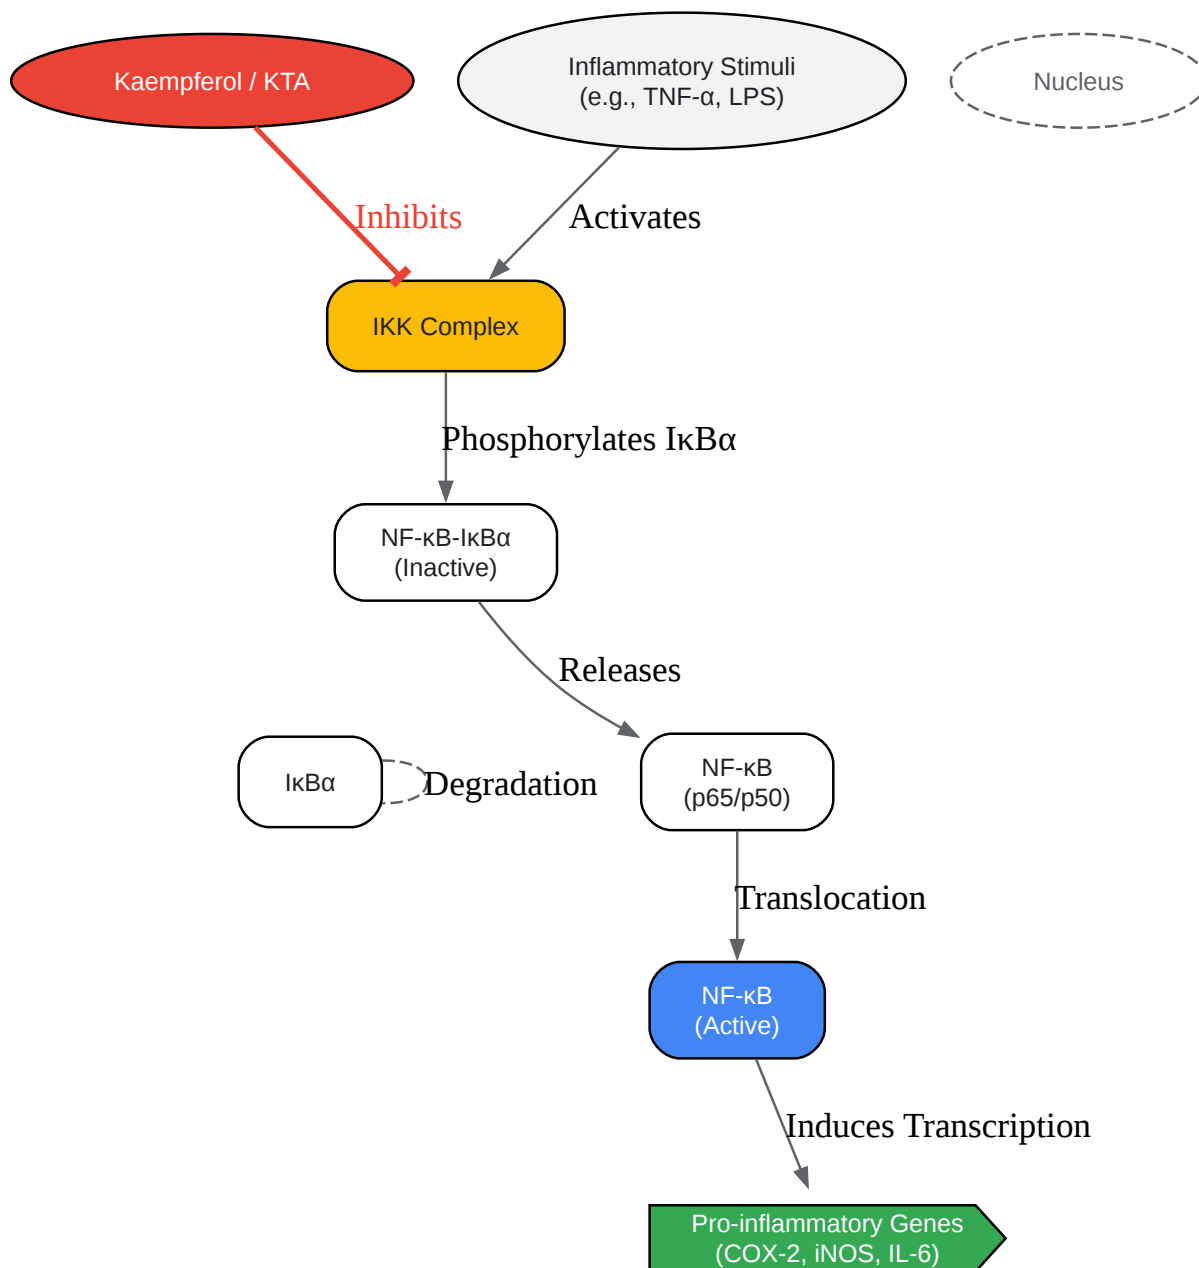 Kaempferol / KTA
Inflammatory Stimuli
(e.g., TNF-α, LPS)
Nucleus
Inhibits
Activates
IKK Complex
Phosphorylates IκBα
NF-κB-IκBα
(Inactive)
Releases
IκBα
Degradation
NF-κB
(p65/p50)
Translocation
NF-κB
(Active)
Induces Transcription
Pro-inflammatory Genes
(COX-2, iNOS, IL-6)